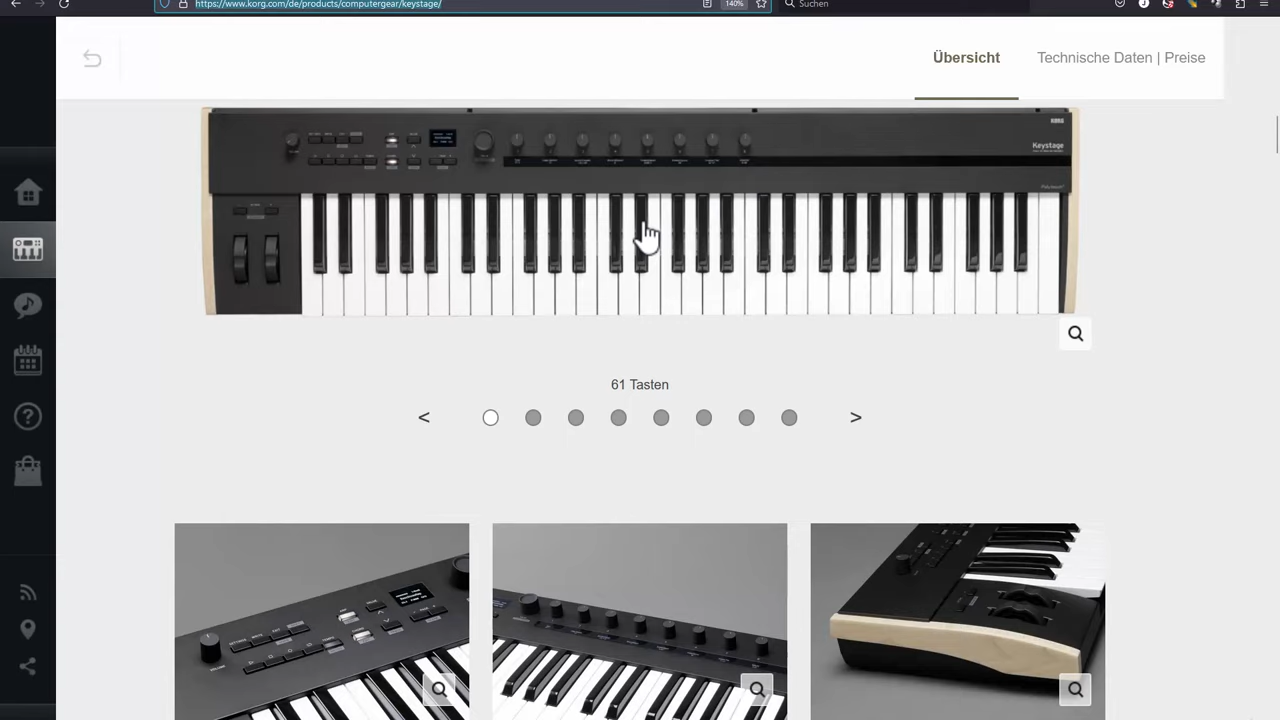 https://www.korg.com/de/products/computergear/keystage/
140%
Suchen
Übersicht
Technische Daten | Preise
KORG
Keystage
61 Tasten
<
>